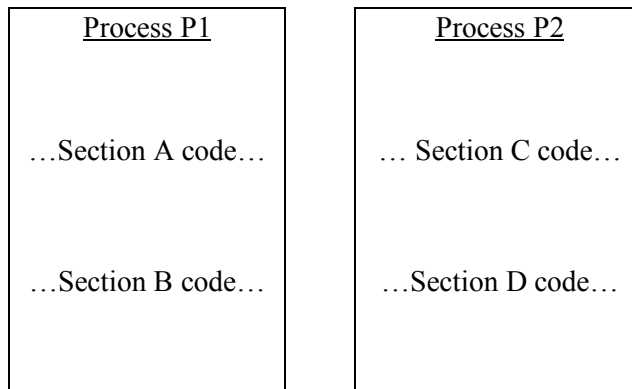 Process P1
…Section A code…
…Section B code…
Process P2
… Section C code…
…Section D code…